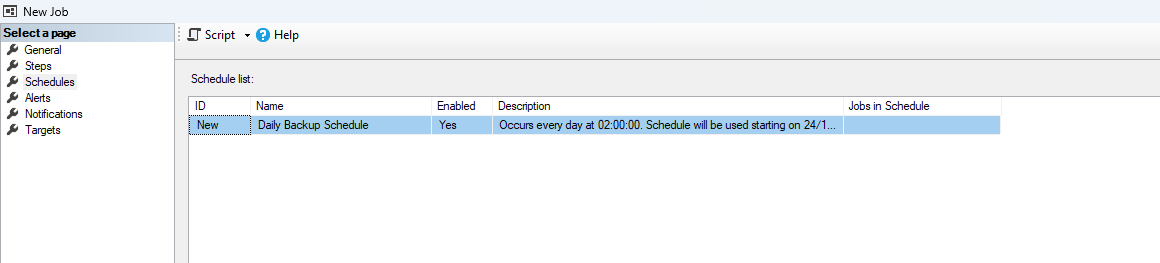 New Job
Select a page
General
Steps
Schedules
Alerts
Notifications
Targets
Script Help
Schedule list:
ID Name Enabled Description Jobs in Schedule
New Daily Backup Schedule Yes Occurs every day at 02:00:00. Schedule will be used starting on 24/1...